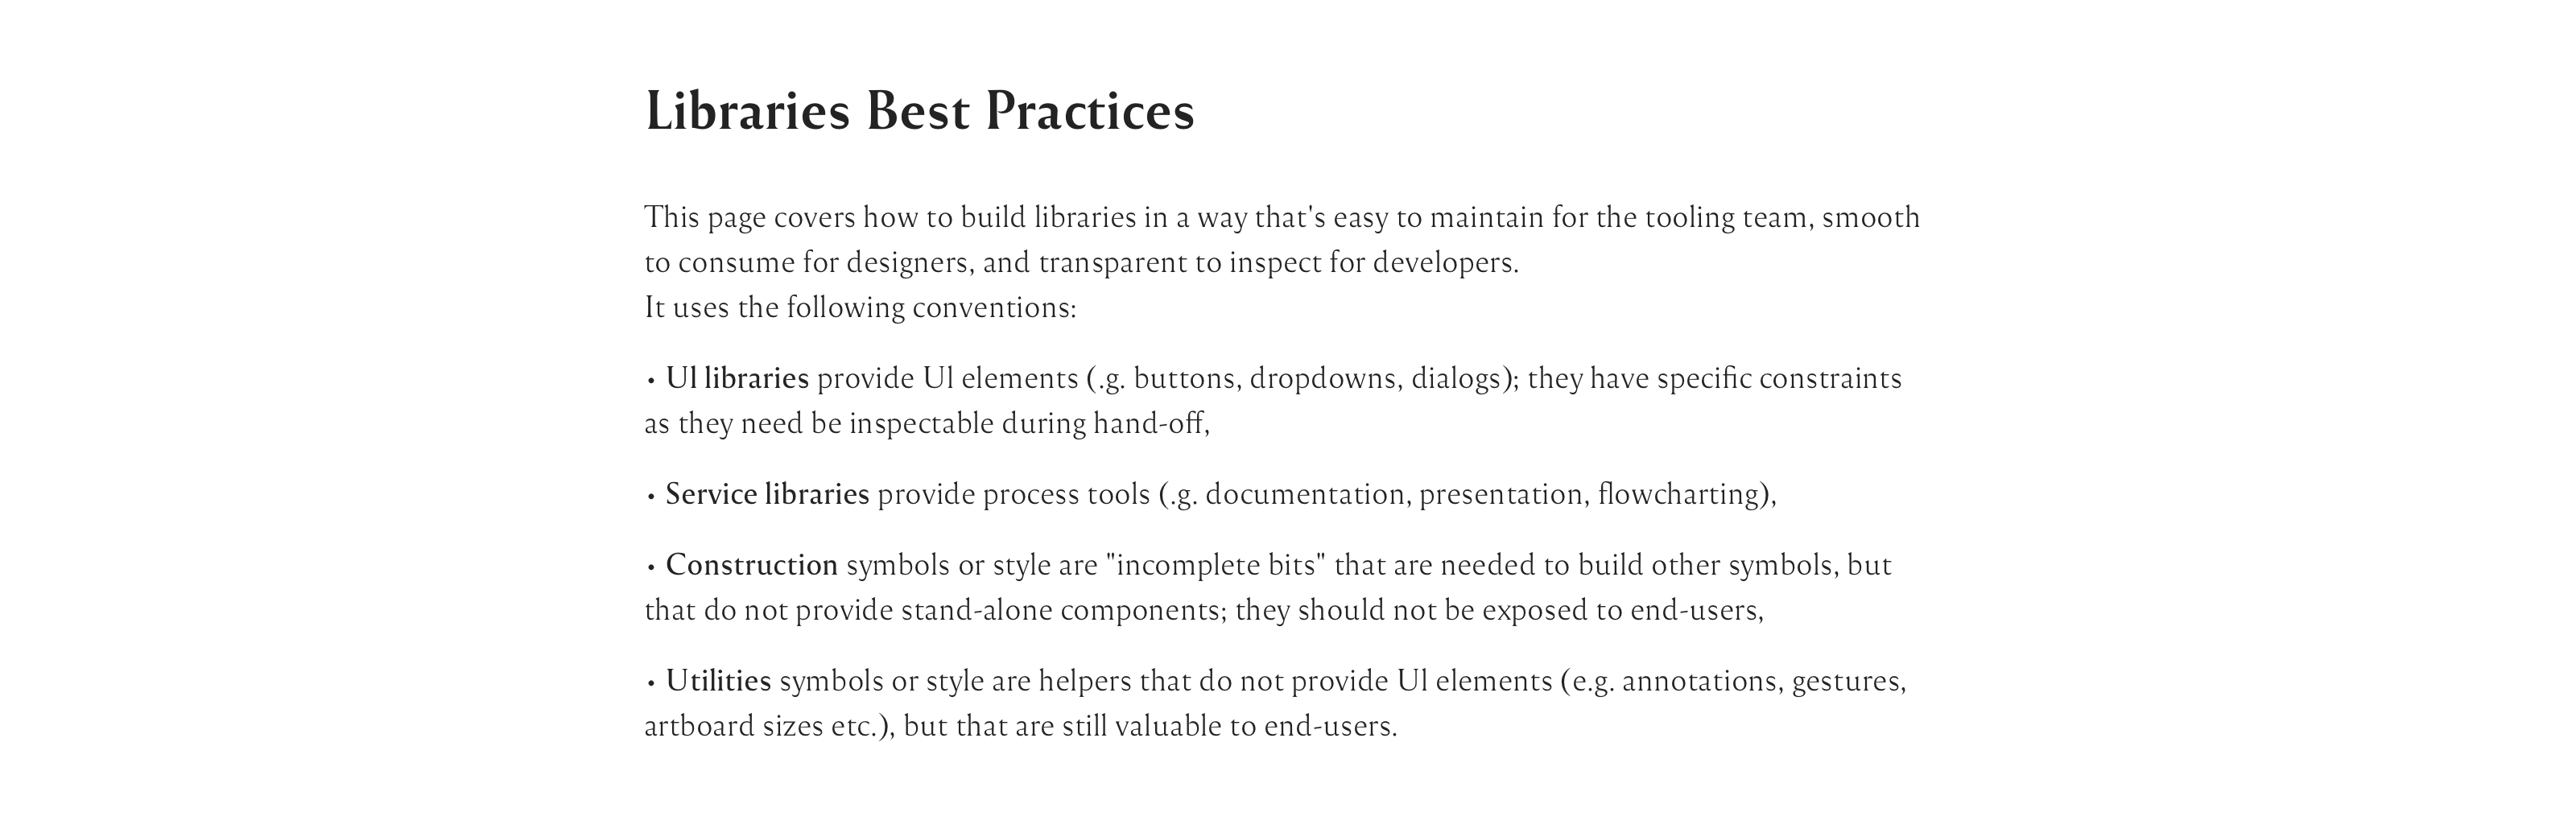 Libraries Best Practices
This page covers how to build libraries in a way that's easy to maintain for the tooling team, smooth
to consume for designers, and transparent to inspect for developers.
It uses the following conventions:
• Ul libraries provide Ul elements (.g. buttons, dropdowns, dialogs); they have specific constraints
as they need be inspectable during hand-off,
• Service libraries provide process tools (.g. documentation, presentation, flowcharting),
• Construction symbols or style are "incomplete bits" that are needed to build other symbols, but
that do not provide stand-alone components; they should not be exposed to end-users,
• Utilities symbols or style are helpers that do not provide Ul elements (e.g. annotations, gestures,
artboard sizes etc.), but that are still valuable to end-users.